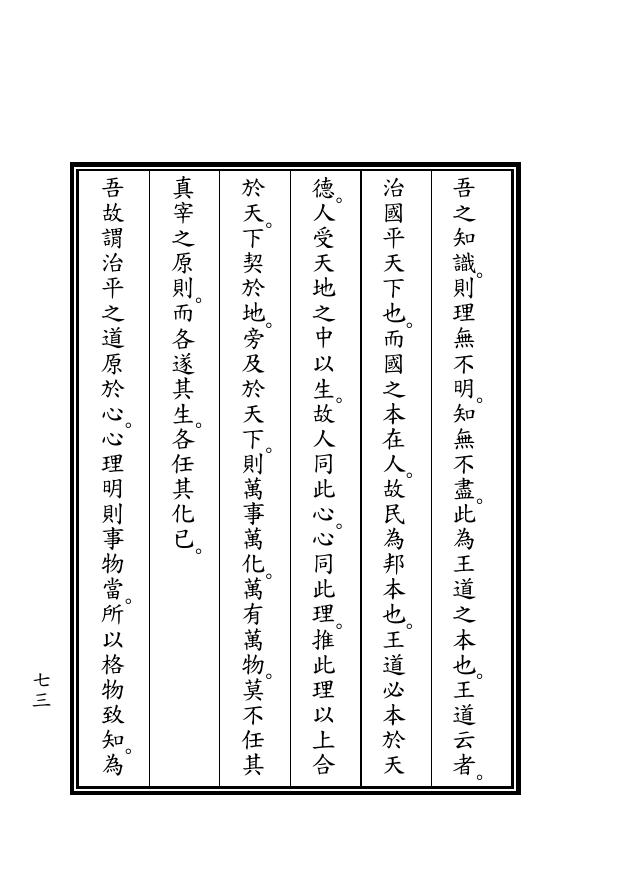 吾之知識。則理無不明。知無不盡。此為王道之本也。王道云者。
治國平天下也。而國之本在人。故民為邦本也。王道必本於天
德。人受天地之中以生。故人同此心。心同此理。推此理以上合
於天。下契於地。旁及於天下。則萬事萬化。萬有萬物。莫不任其
真宰之原則。而各遂其生。各任其化已。
吾故謂治平之道原於心。心理明則事物當。所以格物致知。為
七三